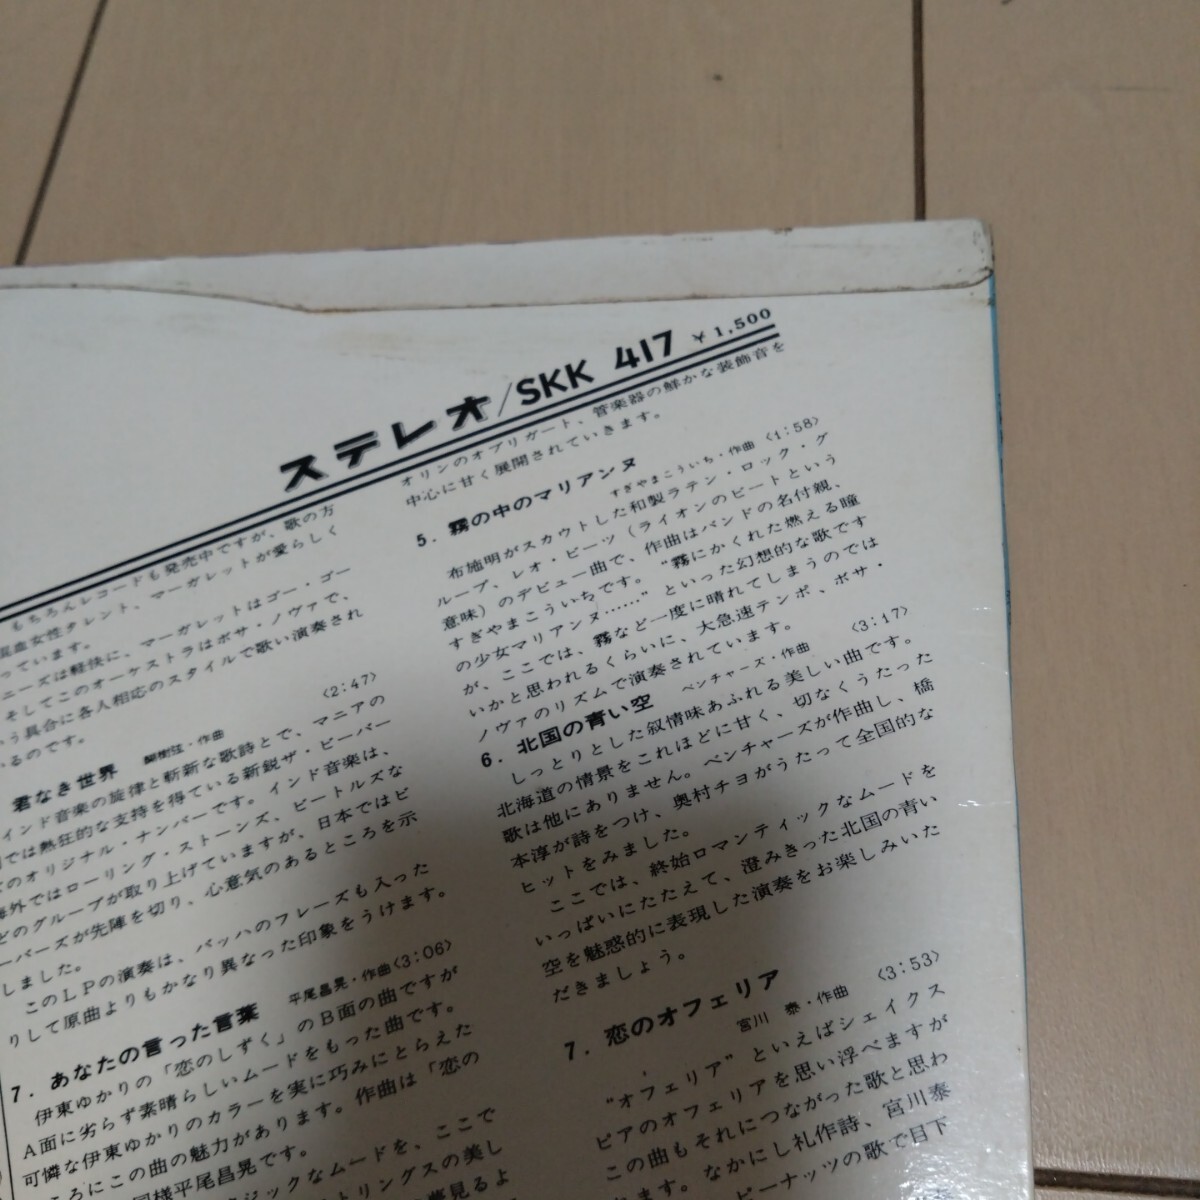 ステレオ/SKK 417 ￥1,500
もちろんレコードも発売中ですが、歌の方
混血女性タレント、マーガレットが愛らしく
っています。
ニーズは軽快に、マーガレットはゴー・ゴー
そしてこのオーケストラはボサ・ノヴァで、
いう具合に各人相応のスタイルで歌い演奏され
いるのです。
〈2:47〉
君なき世界
・作曲
インド音楽の旋律と斬新な歌詩とで、マニアの
では熱狂的な支持を得ている新鋭ザ・ビーバー
のオリジナル・ナンバーです。インド音楽は、
海外ではローリング・ストーンズ、ビートルズな
どのグループが取り上げていますが、日本ではビ
ーバーズが先陣を切り、心意気のあるところを示
しました。
このLPの演奏は、バッハのフレーズも入った
りして原曲よりもかなり異なった印象をうけます。
7. あなたの言った言葉 平尾昌晃・作曲〈3:06〉
伊東ゆかりの「恋のしずく」のB面の曲ですが
A面に劣らず素晴らしいムードをもった曲です。
可憐な伊東ゆかりのカラーを実に巧みにとらえた
ころにこの曲の魅力があります。作曲は「恋の
同様平尾昌晃です。
ジックなムードを、ここで
トリングスの美し
夢見るよ
オリンのオブリガート、管楽器の鮮かな装飾音を
中心に甘く展開されていきます。
5. 霧の中のマリアンヌ
すぎやまこういち・作曲〈1:58〉
布施明がスカウトした和製ラテン・ロック・グ
ループ、レオ・ビーツ（ライオンのビートという
意味）のデビュー曲で、作曲はバンドの名付親、
すぎやまこういちです。“霧にかくれた燃える瞳
の少女マリアンヌ……”といった幻想的な歌です
が、ここでは、霧など一度に晴れてしまうのでは
いかと思われるくらいに、大急速テンポ、ボサ・
ノヴァのリズムで演奏されています。
6. 北国の青い空 ベンチャーズ・作曲〈3:17〉
しっとりとした叙情味あふれる美しい曲です。
北海道の情景をこれほどに甘く、切なくうたった
歌は他にありません。ベンチャーズが作曲し、橋
本淳が詩をつけ、奥村チヨがうたって全国的な
ヒットをみました。
ここでは、終始ロマンティックなムードを
いっぱいにたたえて、澄みきった北国の青い
空を魅惑的に表現した演奏をお楽しみいた
だきましょう。
7. 恋のオフェリア
宮川 泰・作曲〈3:53〉
“オフェリア”といえばシェイクス
ピアのオフェリアを思い浮べますが
この曲もそれにつながった歌と思わ
れます。なかにし礼作詩、宮川泰
ピーナッツの歌で目下